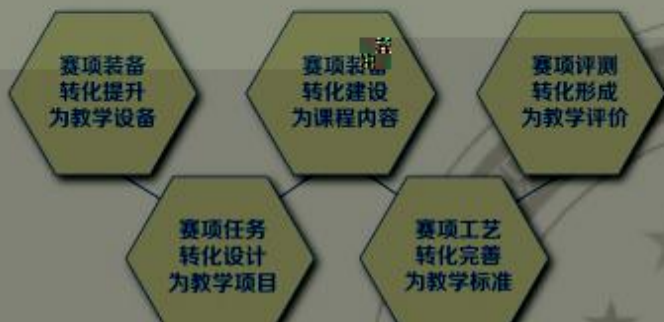 赛项装备
转化提升
为教学设备
赛项装
转化建设
为课程内容
赛项评测
转化形成
为教学评价
赛项任务
转化设计
为教学项目
赛项工艺
转化完善
为教学标准